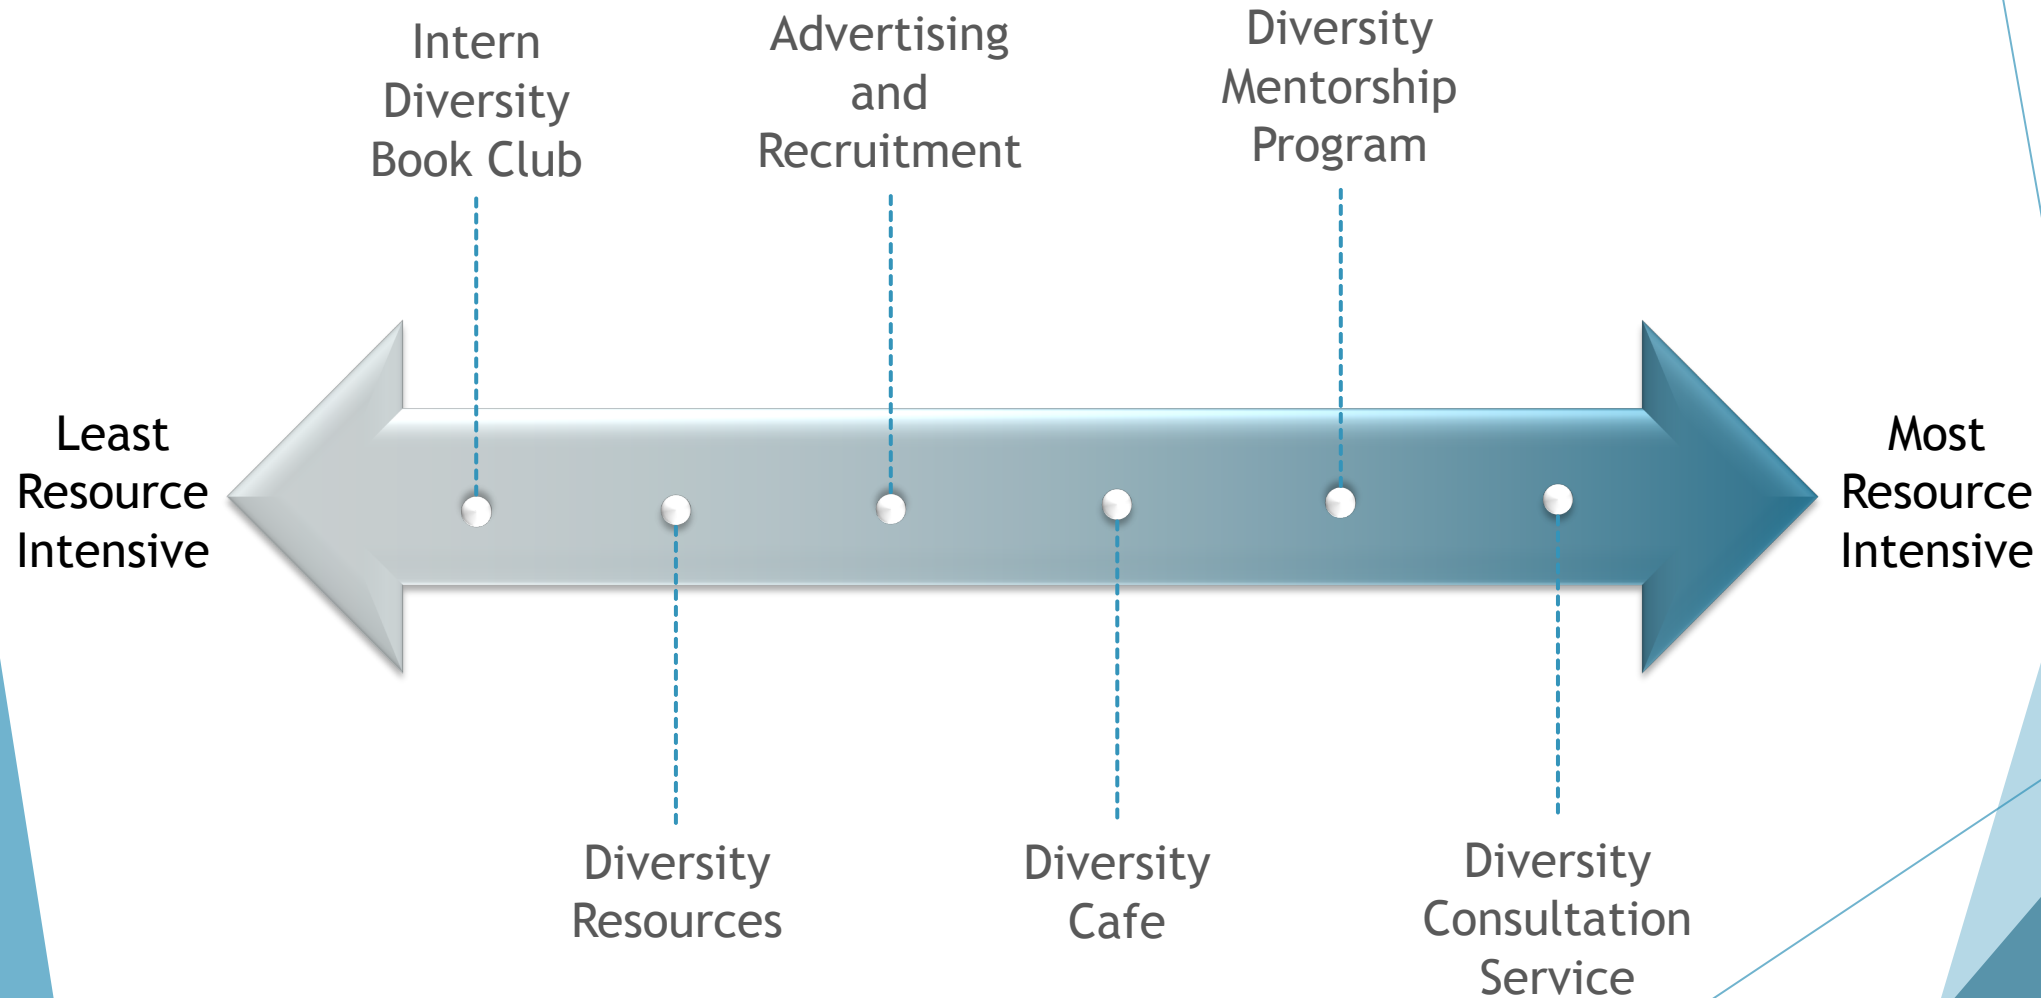 Intern
Diversity
Book Club
Advertising
and
Recruitment
Diversity
Mentorship
Program
Least
Resource
Intensive
Most
Resource
Intensive
Diversity
Resources
Diversity
Cafe
Diversity
Consultation
Service